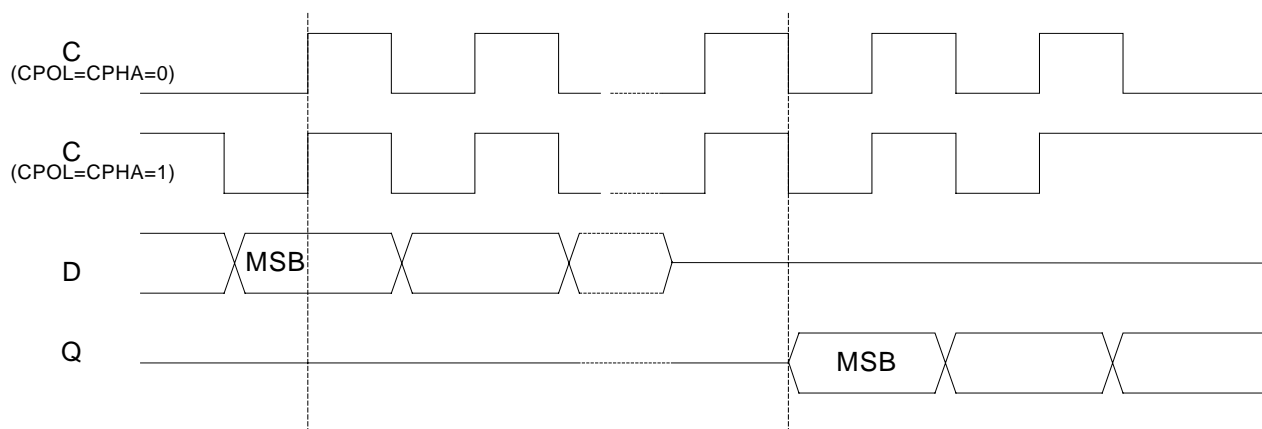 C
(CPOL=CPHA=0)
C
(CPOL=CPHA=1)
D
MSB
Q
MSB